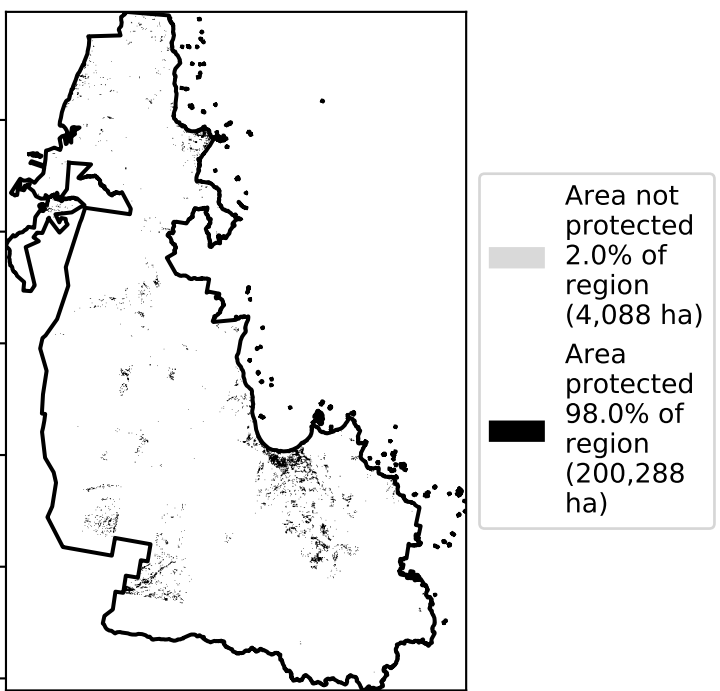 Area not
protected
2.0% of
region
(4,088 ha)
Area
protected
98.0% of
region
(200,288
ha)